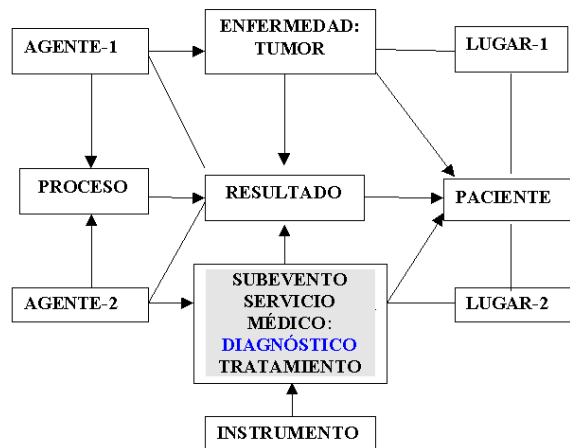 AGENTE-1
ENFERMEDAD:
TUMOR
LUGAR-1
PROCESO
RESULTADO
PACIENTE
AGENTE-2
SUBEVENTO
SERVICIO
MÉDICO:
DIAGNÓSTICO
TRATAMIENTO
LUGAR-2
INSTRUMENTO